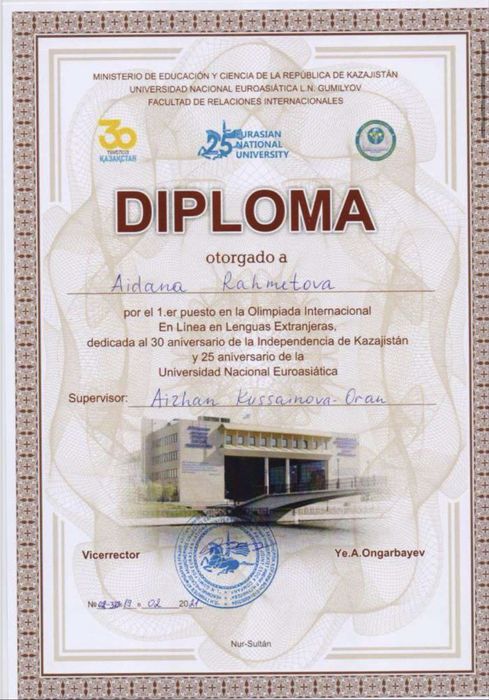 MINISTERIO DE EDUCACIÓN Y CIENCIA DE LA REPÚBLICA DE KAZAJISTÁN
UNIVERSIDAD NACIONAL EUROASIÁTICA L.N. GUMILYOV
FACULTAD DE RELACIONES INTERNACIONALES
30
ТӘУЕЛСІЗ
ҚАЗАҚСТАН
25
EURASIAN
NATIONAL
UNIVERSITY
DIPLOMA
otorgado a
Aidana Rahmetova
por el 1.er puesto en la Olimpiada Internacional
En Línea en Lenguas Extranjeras,
dedicada al 30 aniversario de la Independencia de Kazajistán
y 25 aniversario de la
Universidad Nacional Euroasiática
Supervisor: Aizhan Kussainova-Oran
Vicerrector Ye.A.Ongarbayev
02 2021
Nur-Sultán